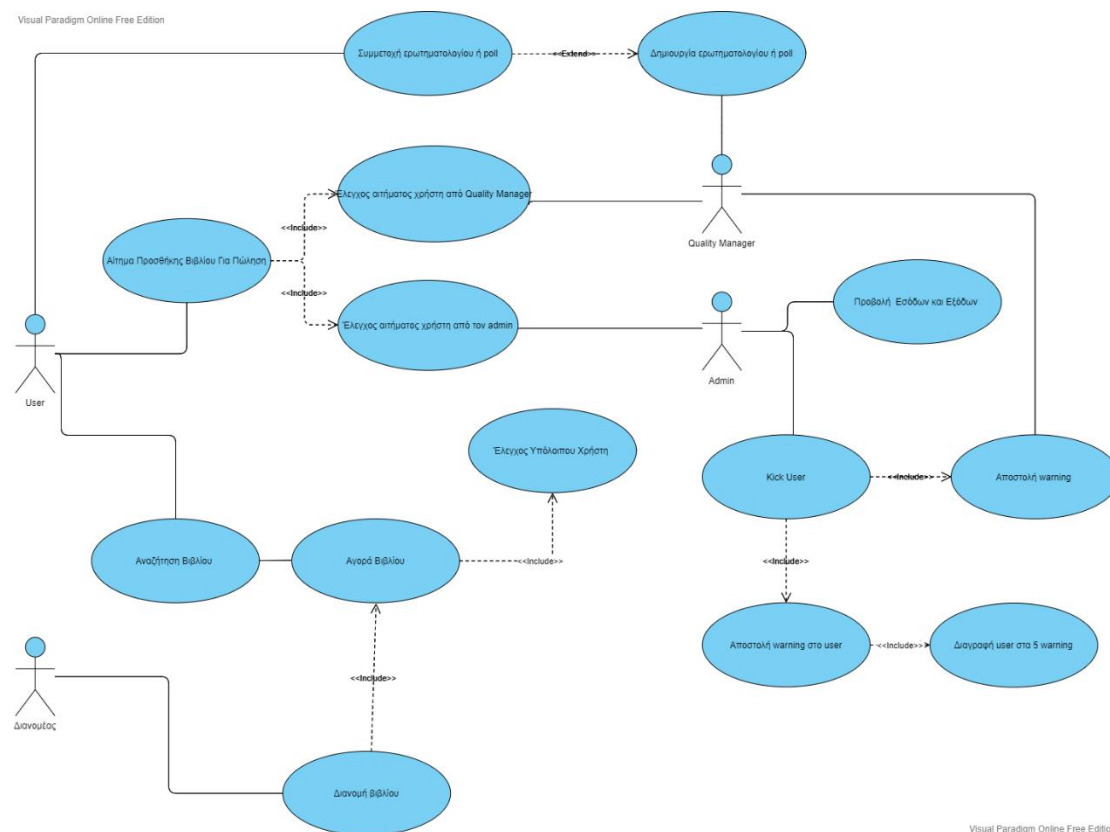 Visual Paradigm Online Free Edition
Συμμετοχή ερωτηματολογίου ή poll
<<Extend>>
Δημιουργία ερωτηματολογίου ή poll
Έλεγχος αιτήματος χρήστη από Quality Manager
<<Include>>
Quality Manager
Αίτημα Προσθήκης Βιβλίου Για Πώληση
<<Include>>
Προβολή Εσόδων και Εξόδων
Έλεγχος αιτήματος χρήστη από τον admin
Admin
User
Έλεγχος Υπόλοιπου Χρήστη
Kick User
<<Include>>
Αποστολή warning
Αναζήτηση Βιβλίου
Αγορά Βιβλίου
<<Include>>
<<Include>>
Αποστολή warning στο user
<<Include>>
Διαγραφή user στα 5 warning
<<Include>>
Διανομέας
Διανομή βιβλίου
Visual Paradigm Online Free Edition